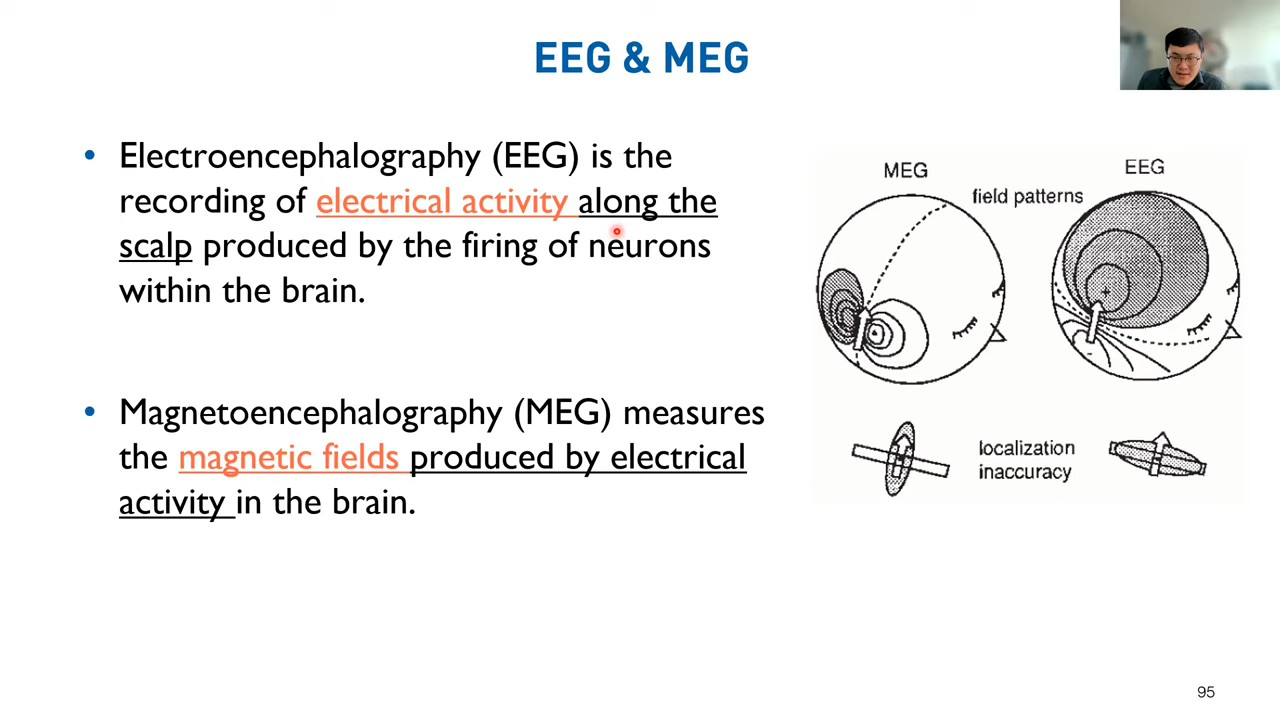 EEG & MEG
• Electroencephalography (EEG) is the
recording of electrical activity along the
scalp produced by the firing of neurons
within the brain.
• Magnetoencephalography (MEG) measures
the magnetic fields produced by electrical
activity in the brain.
MEG
EEG
field patterns
localization
inaccuracy
95